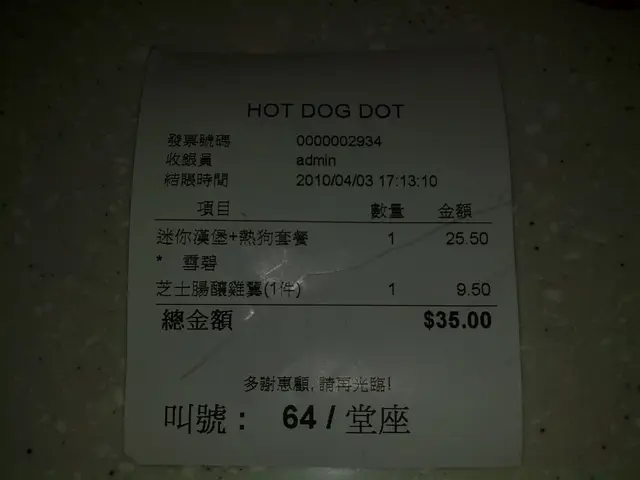 HOT DOG DOT
發票號碼 0000002934
收銀員 admin
結賬時間 2010/04/03 17:13:10
項目 數量 金額
迷你漢堡+熱狗套餐 1 25.50
* 雪碧
芝士腸釀雞翼(1件) 1 9.50
總金額 $35.00
多謝惠顧,請再光臨!
叫號： 64 / 堂座